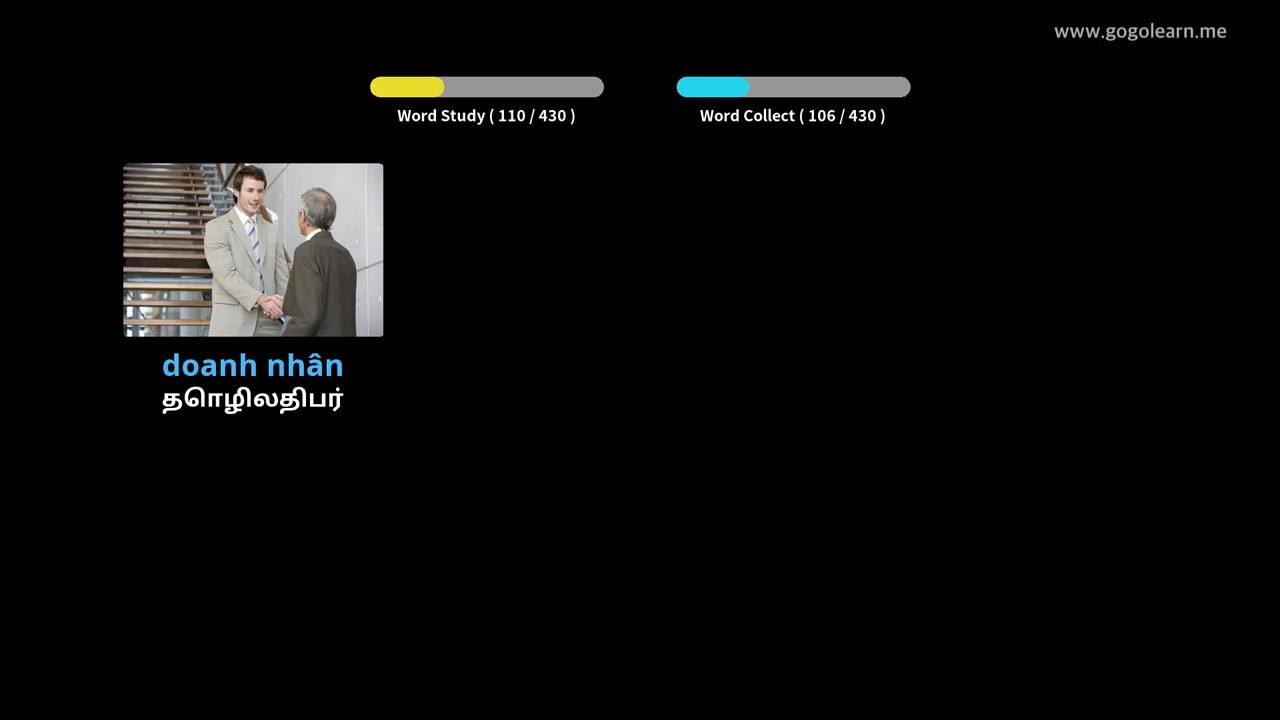 www.gogolearn.me
Word Study ( 110 / 430 )
Word Collect ( 106 / 430 )
doanh nhân
தொழிலதிபர்